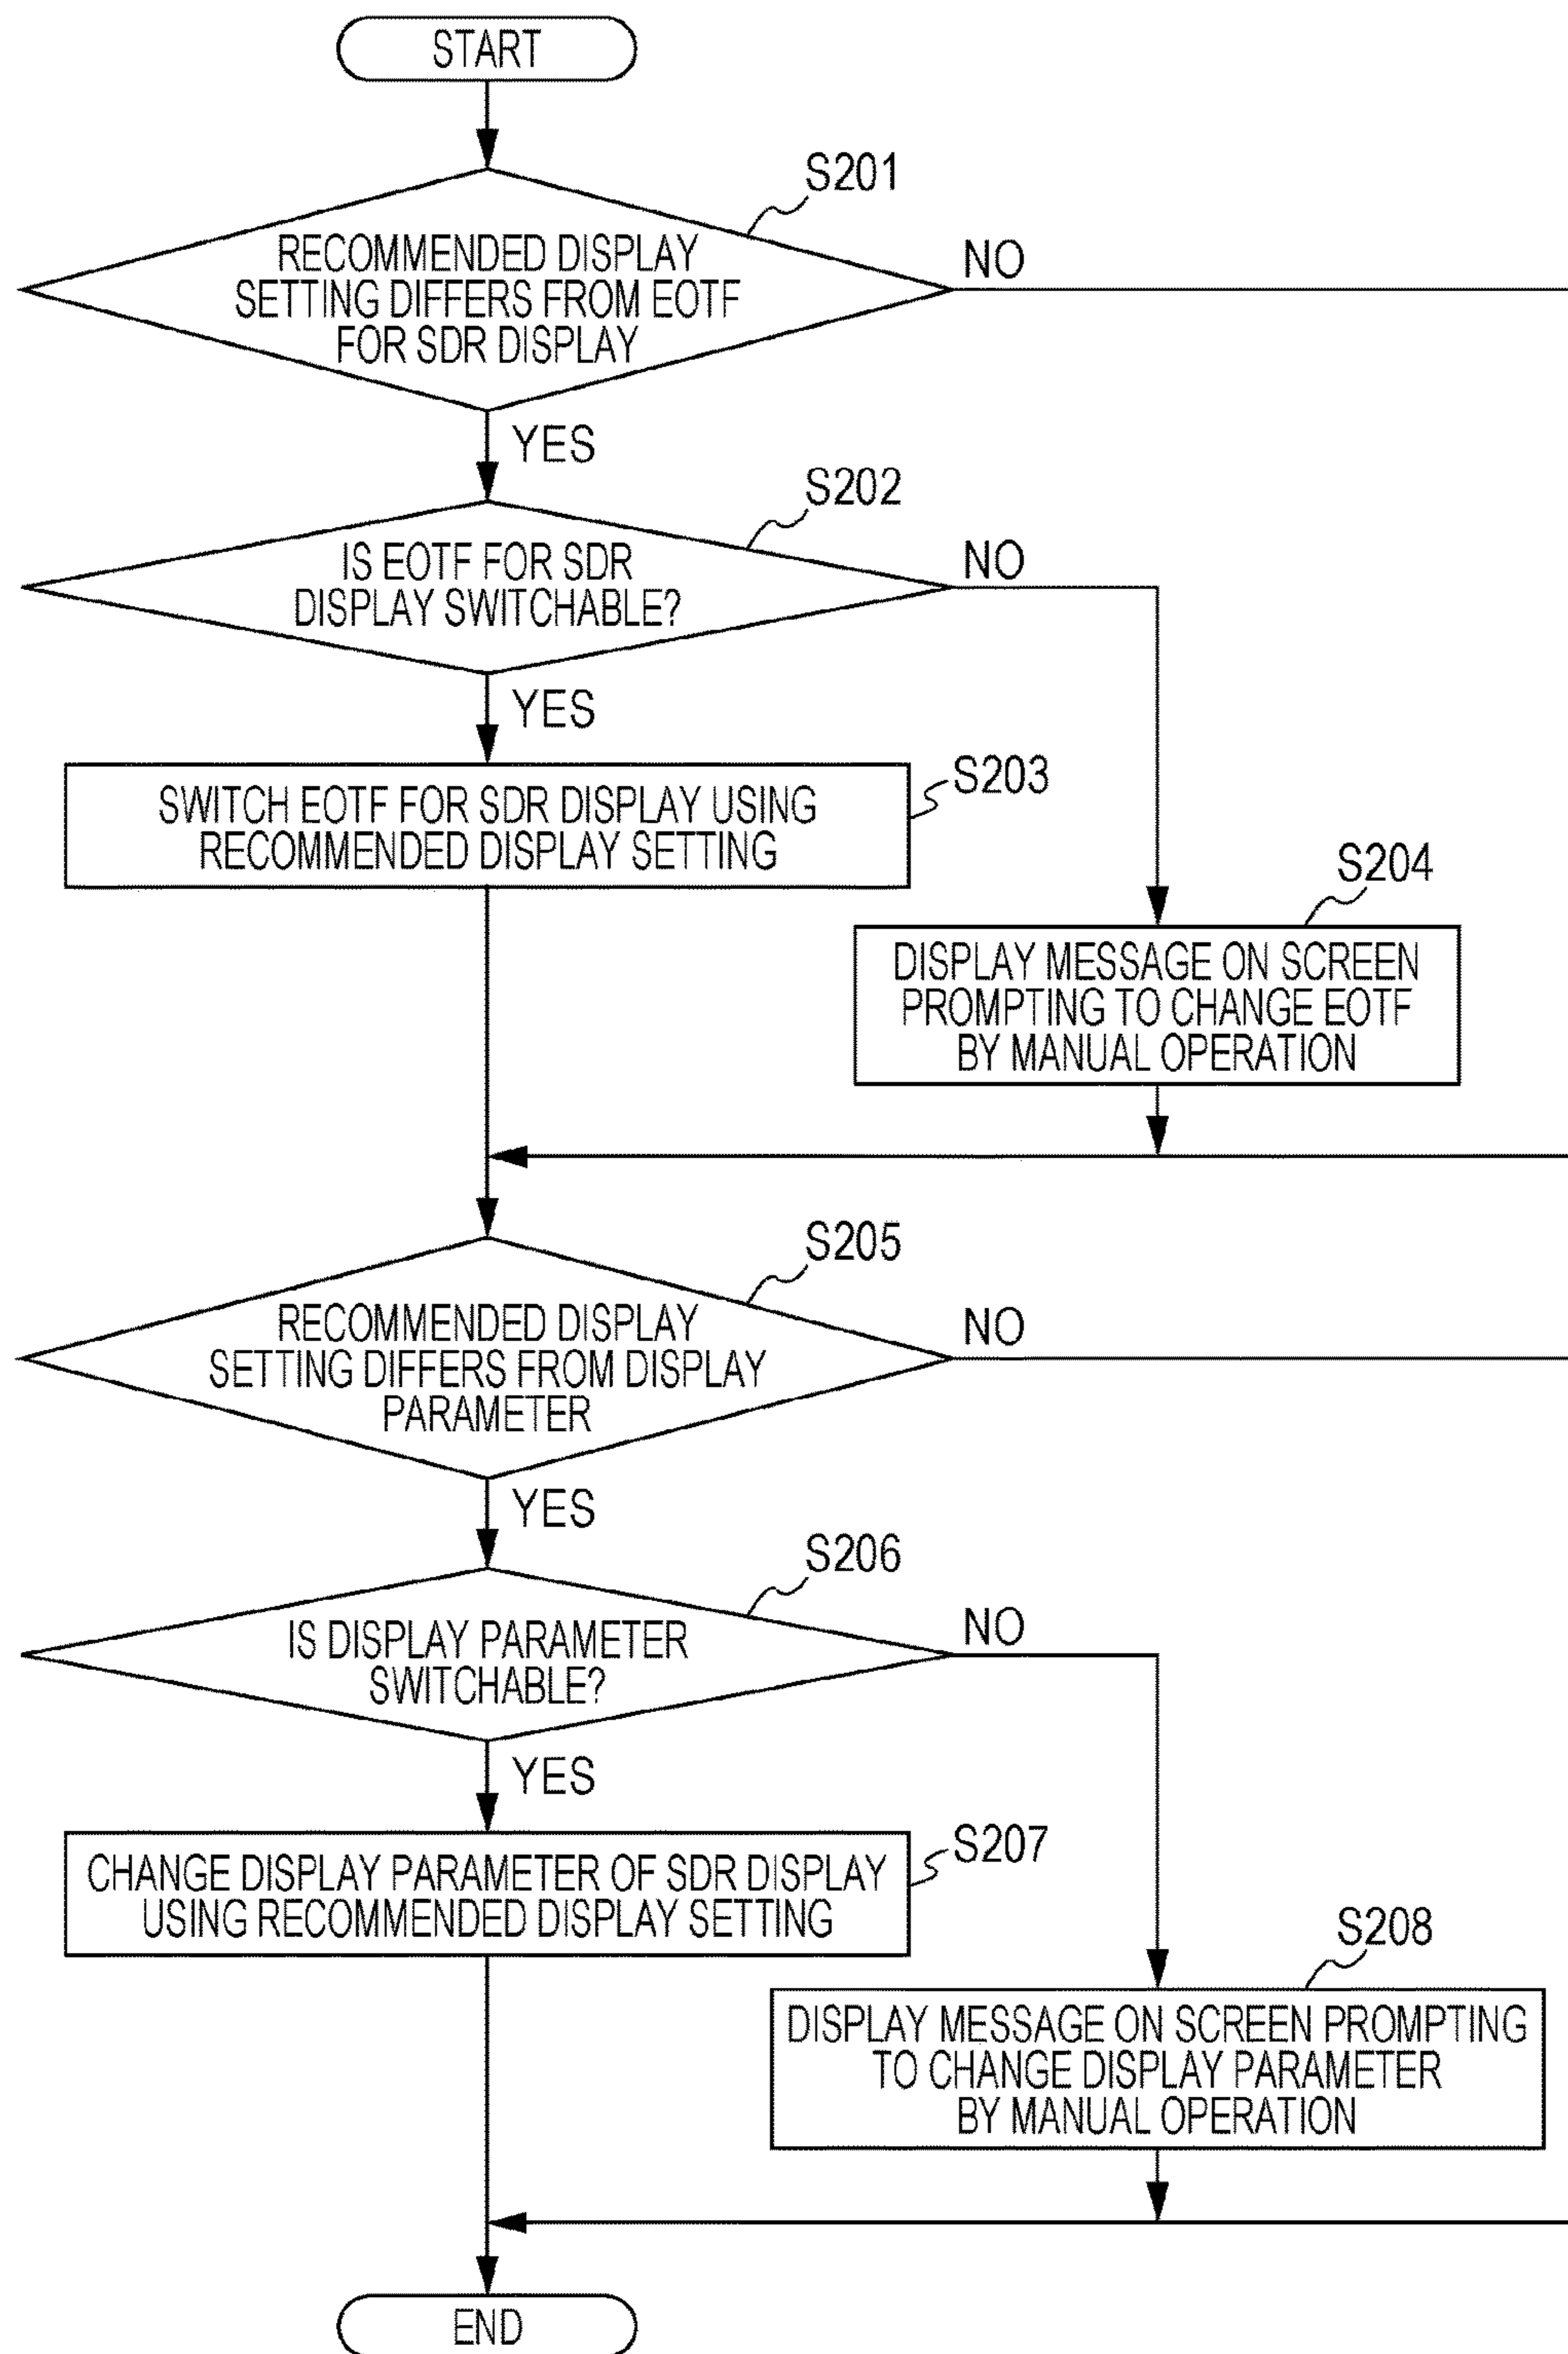 START
S201
RECOMMENDED DISPLAY
SETTING DIFFERS FROM EOTF
FOR SDR DISPLAY
NO
YES
S202
IS EOTF FOR SDR
DISPLAY SWITCHABLE?
NO
YES
S203
SWITCH EOTF FOR SDR DISPLAY USING
RECOMMENDED DISPLAY SETTING
S204
DISPLAY MESSAGE ON SCREEN
PROMPTING TO CHANGE EOTF
BY MANUAL OPERATION
S205
RECOMMENDED DISPLAY
SETTING DIFFERS FROM DISPLAY
PARAMETER
NO
YES
S206
IS DISPLAY PARAMETER
SWITCHABLE?
NO
YES
S207
CHANGE DISPLAY PARAMETER OF SDR DISPLAY
USING RECOMMENDED DISPLAY SETTING
S208
DISPLAY MESSAGE ON SCREEN PROMPTING
TO CHANGE DISPLAY PARAMETER
BY MANUAL OPERATION
END